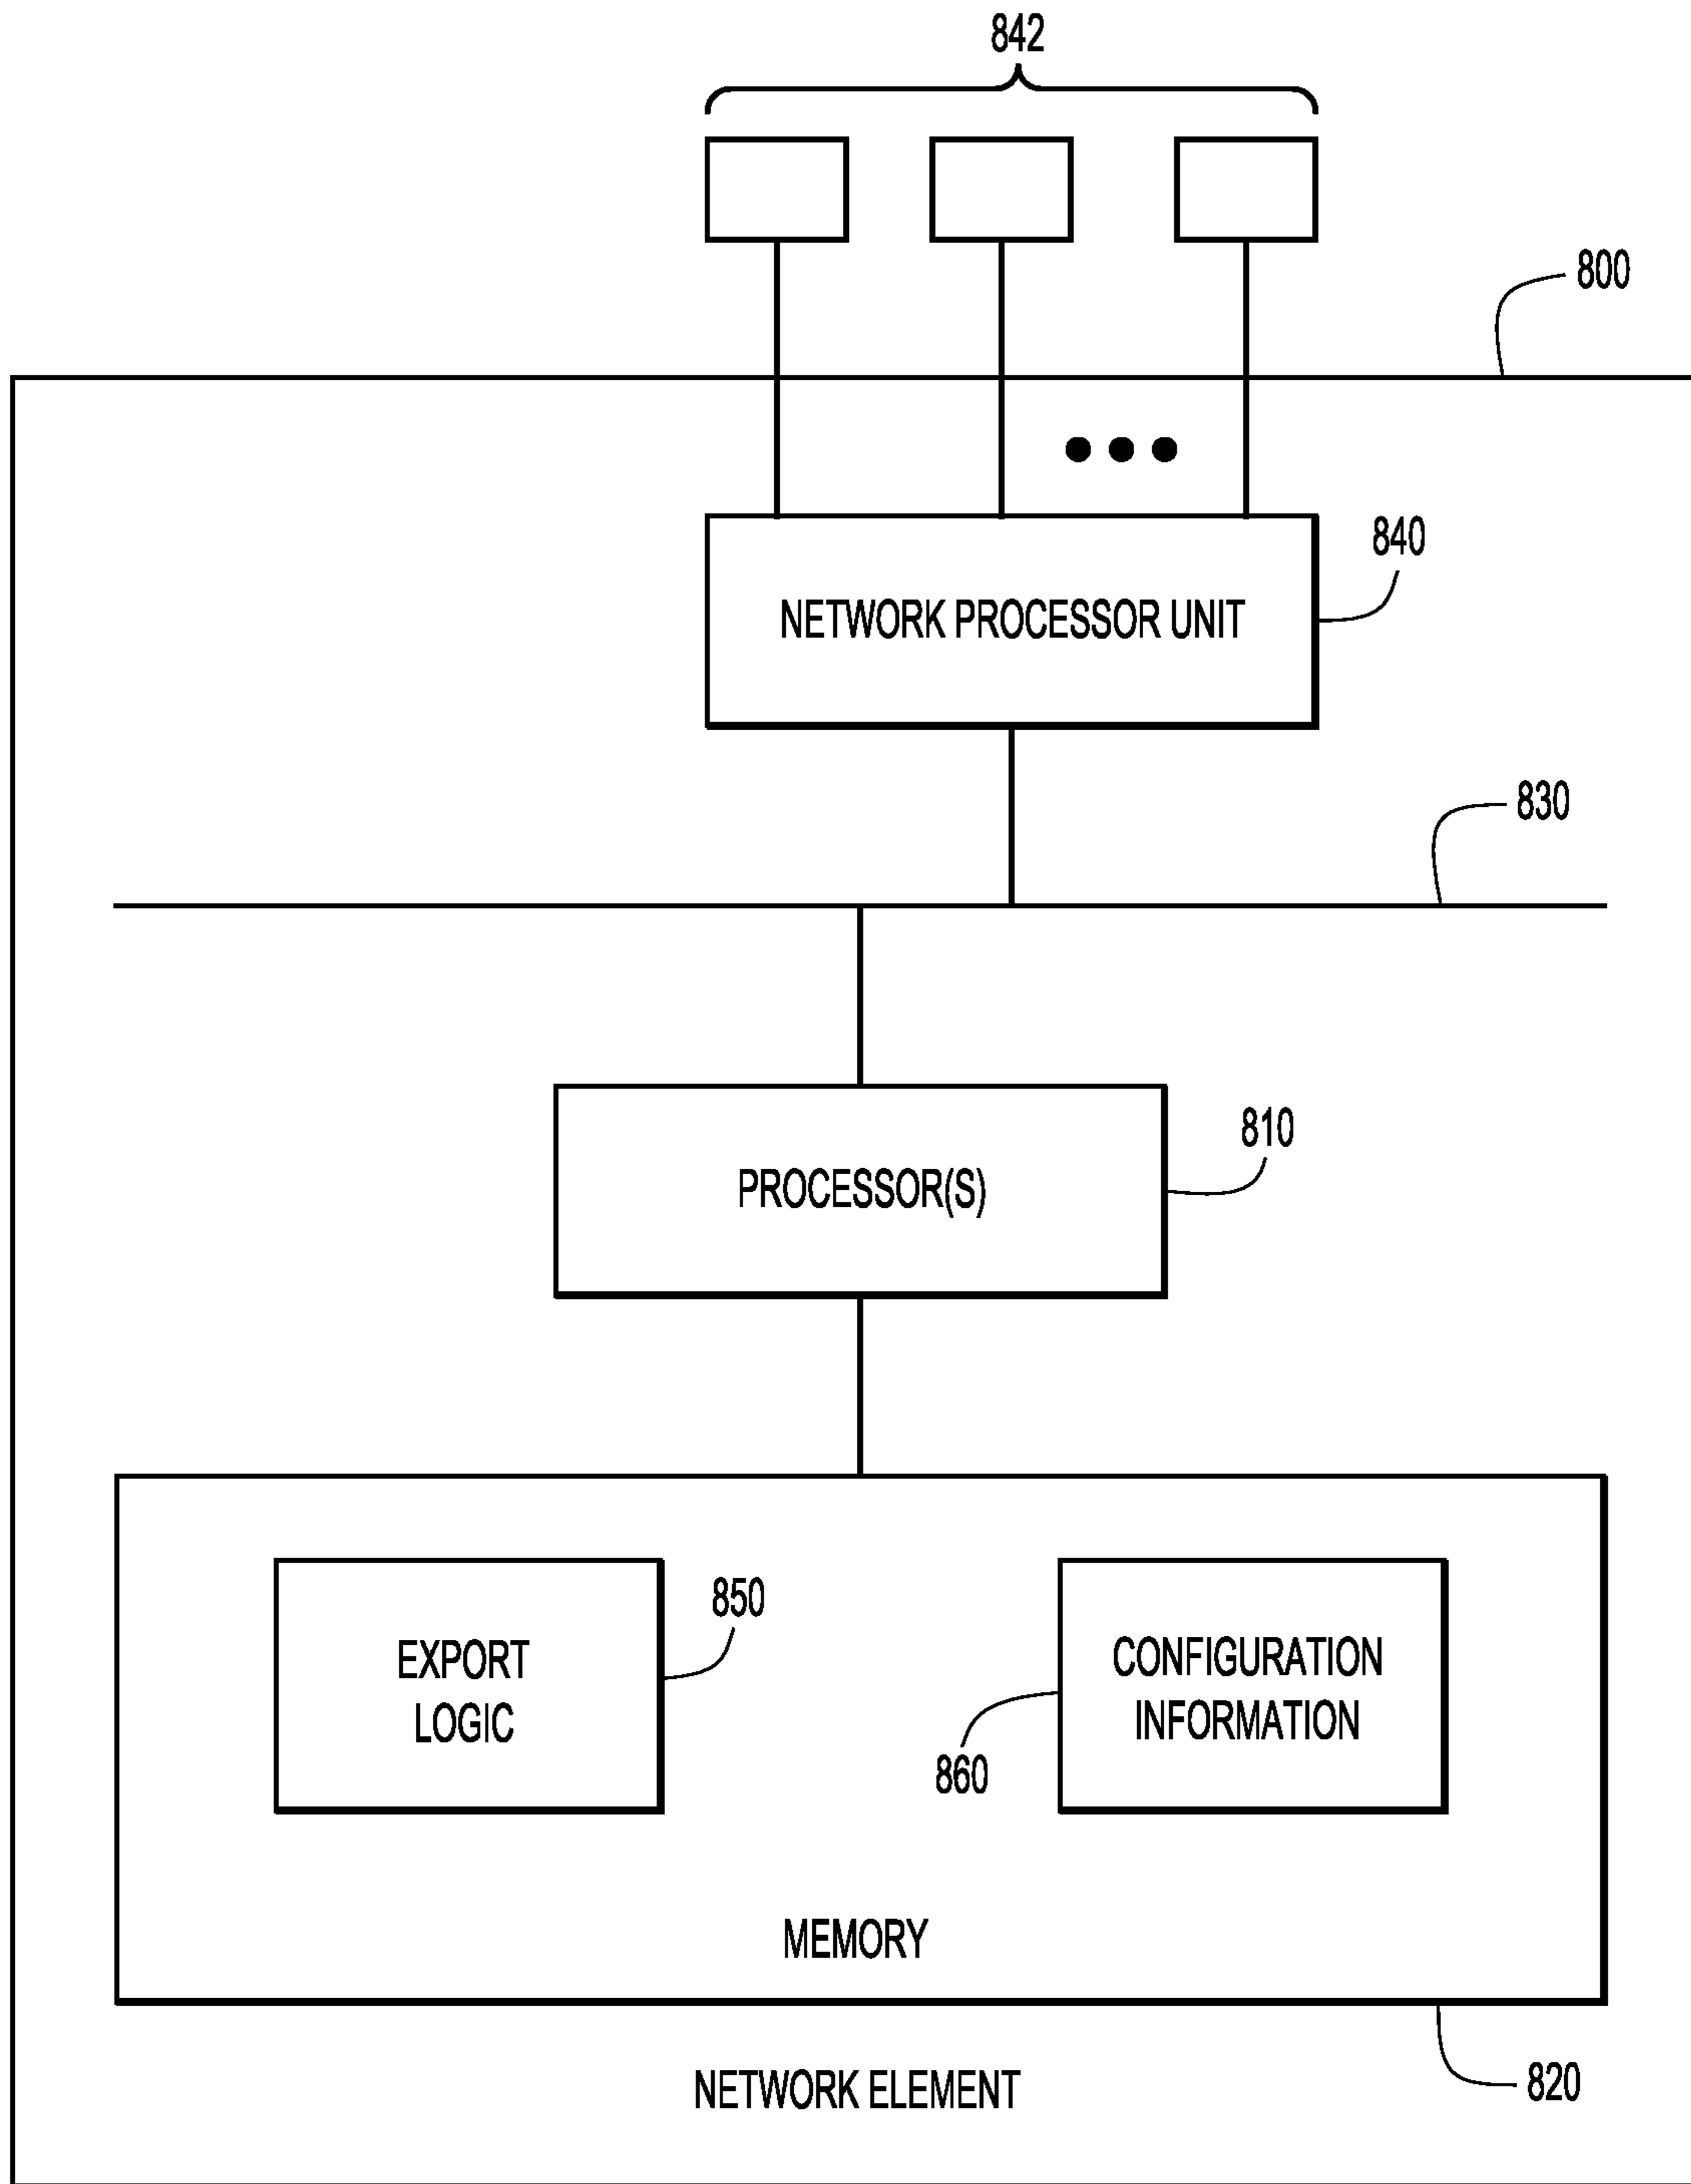 842
800
840
NETWORK PROCESSOR UNIT
830
810
PROCESSOR(S)
850
EXPORT
LOGIC
CONFIGURATION
INFORMATION
860
MEMORY
820
NETWORK ELEMENT